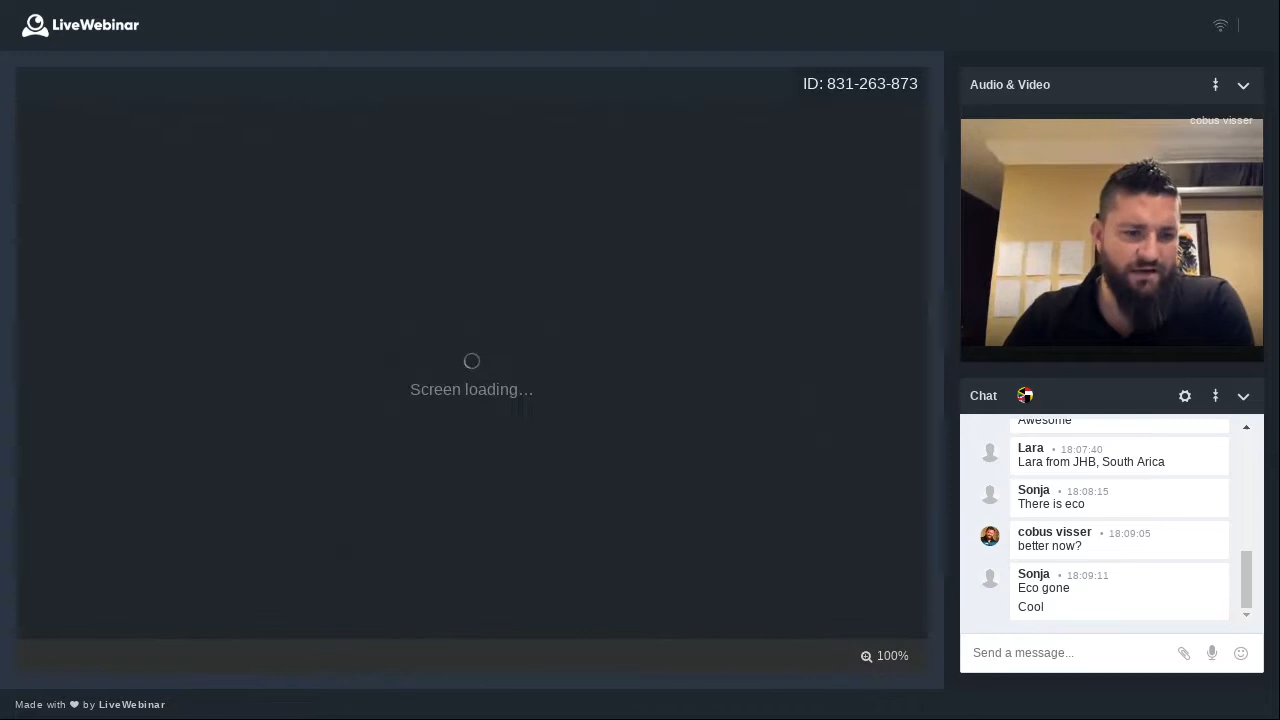 LiveWebinar
ID: 831-263-873
Screen loading...
100%
Audio & Video
cobus visser
Chat
Awesome
Lara • 18:07:40
Lara from JHB, South Arica
Sonja • 18:08:15
There is eco
cobus visser • 18:09:05
better now?
Sonja • 18:09:11
Eco gone
Cool
Send a message...
Made with ❤ by LiveWebinar